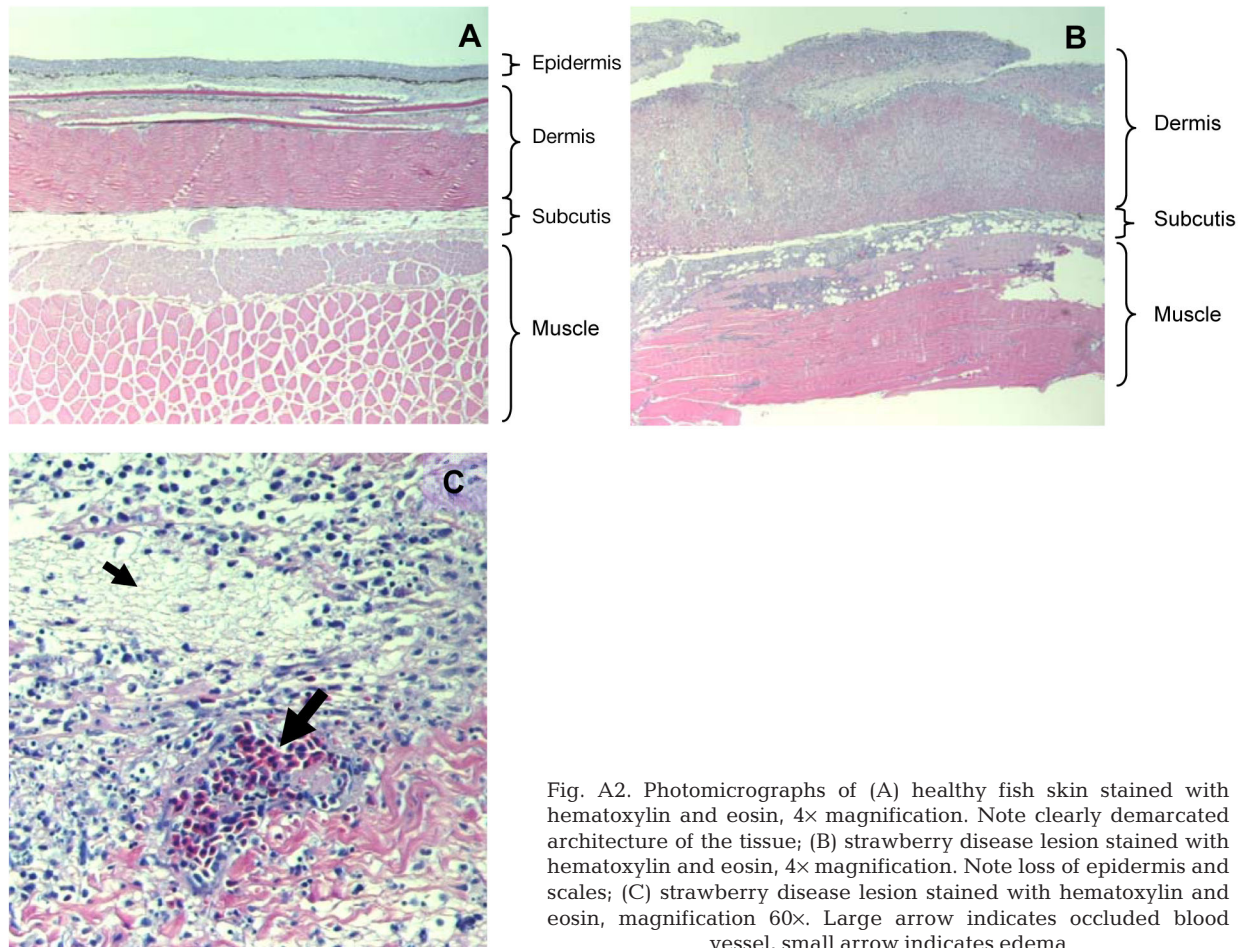 A
Epidermis
Dermis
Subcutis
Muscle
B
Dermis
Subcutis
Muscle
C
Fig. A2. Photomicrographs of (A) healthy fish skin stained with
hematoxylin and eosin, 4× magnification. Note clearly demarcated
architecture of the tissue; (B) strawberry disease lesion stained with
hematoxylin and eosin, 4× magnification. Note loss of epidermis and
scales; (C) strawberry disease lesion stained with hematoxylin and
eosin, magnification 60×. Large arrow indicates occluded blood
vessel, small arrow indicates edema